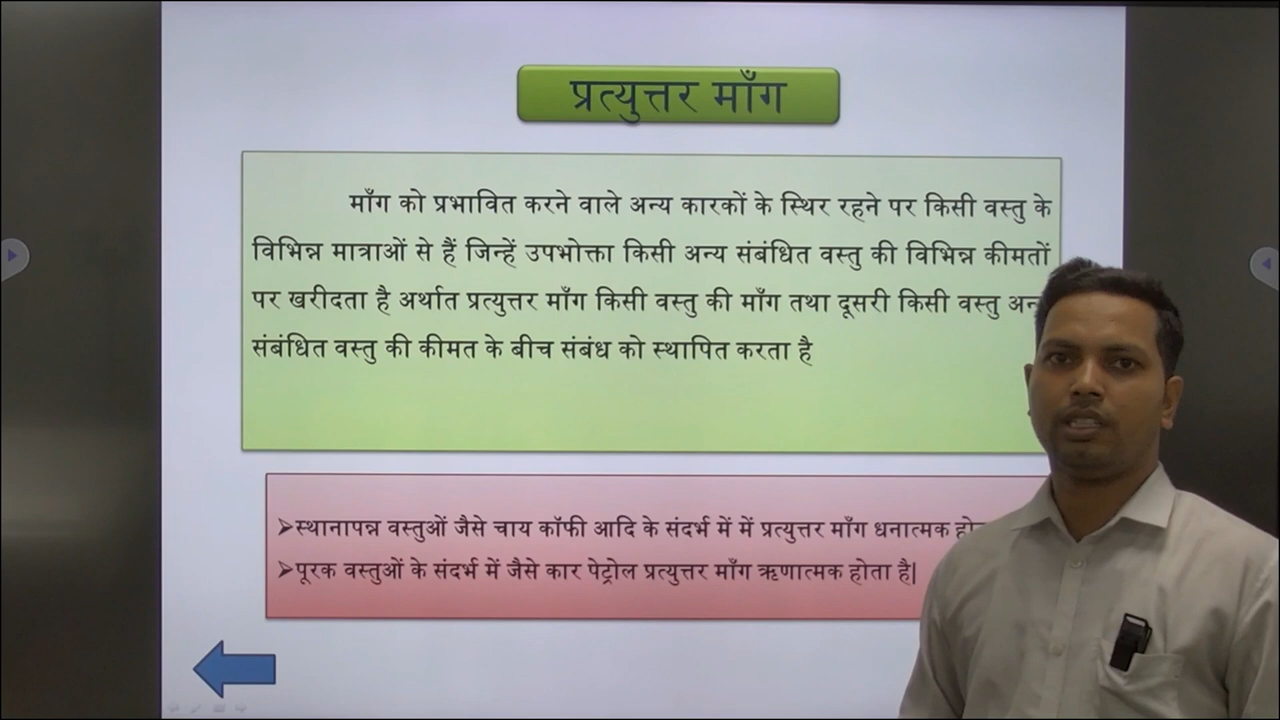 प्रत्युत्तर माँग
माँग को प्रभावित करने वाले अन्य कारकों के स्थिर रहने पर किसी वस्तु के
विभिन्न मात्राओं से हैं जिन्हें उपभोक्ता किसी अन्य संबंधित वस्तु की विभिन्न कीमतों
पर खरीदता है अर्थात प्रत्युत्तर माँग किसी वस्तु की माँग तथा दूसरी किसी वस्तु
संबंधित वस्तु की कीमत के बीच संबंध को स्थापित करता है
➢स्थानापन्न वस्तुओं जैसे चाय कॉफी आदि के संदर्भ में में प्रत्युत्तर माँग धनात्मक
➢पूरक वस्तुओं के संदर्भ में जैसे कार पेट्रोल प्रत्युत्तर माँग ऋणात्मक होता है|